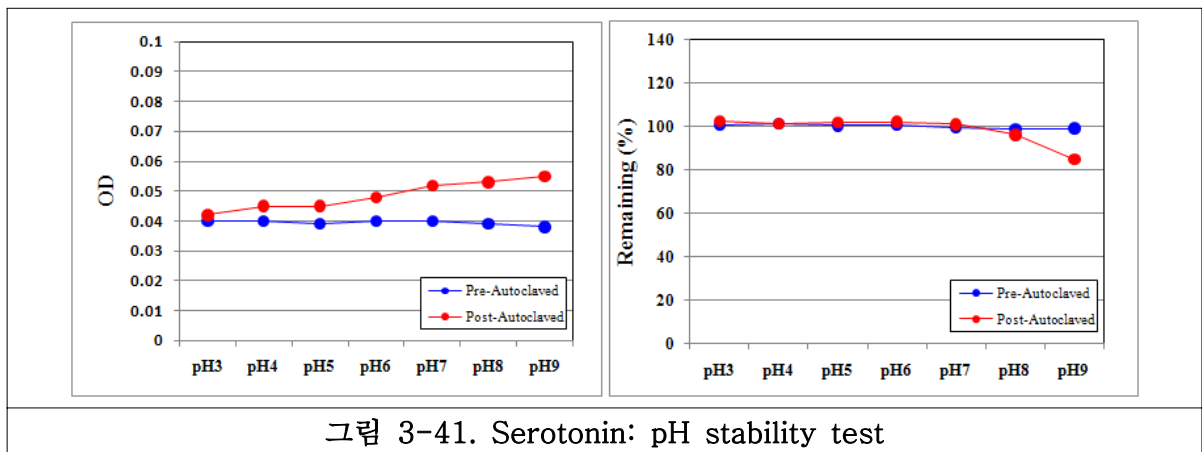 OD
0.1
0.09
0.08
0.07
0.06
0.05
0.04
0.03
0.02
0.01
0
pH3 pH4 pH5 pH6 pH7 pH8 pH9
Pre-Autoclaved
Post-Autoclaved
Remaining (%)
140
120
100
80
60
40
20
0
pH3 pH4 pH5 pH6 pH7 pH8 pH9
Pre-Autoclaved
Post-Autoclaved
그림 3-41. Serotonin: pH stability test